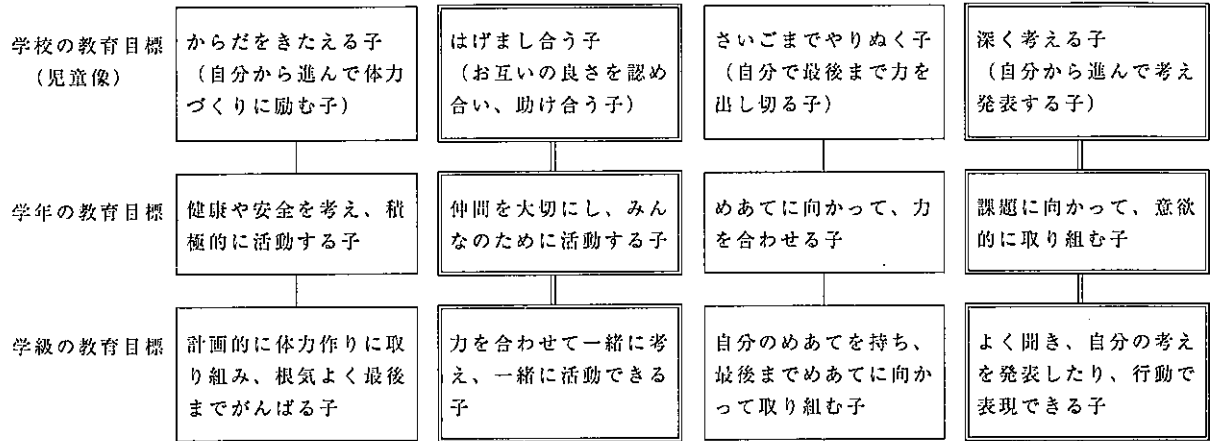 学校の教育目標
（児童像）
からだをきたえる子
（自分から進んで体力
づくりに励む子）
はげまし合う子
（お互いの良さを認め
合い、助け合う子）
さいごまでやりぬく子
（自分で最後まで力を
出し切る子）
深く考える子
（自分から進んで考え
発表する子）
学年の教育目標
健康や安全を考え、積
極的に活動する子
仲間を大切にし、みん
なのために活動する子
めあてに向かって、力
を合わせる子
課題に向かって、意欲
的に取り組む子
学級の教育目標
計画的に体力作りに取
り組み、根気よく最後
までがんばる子
力を合わせて一緒に考
え、一緒に活動できる
子
自分のめあてを持ち、
最後までめあてに向か
って取り組む子
よく聞き、自分の考え
を発表したり、行動で
表現できる子